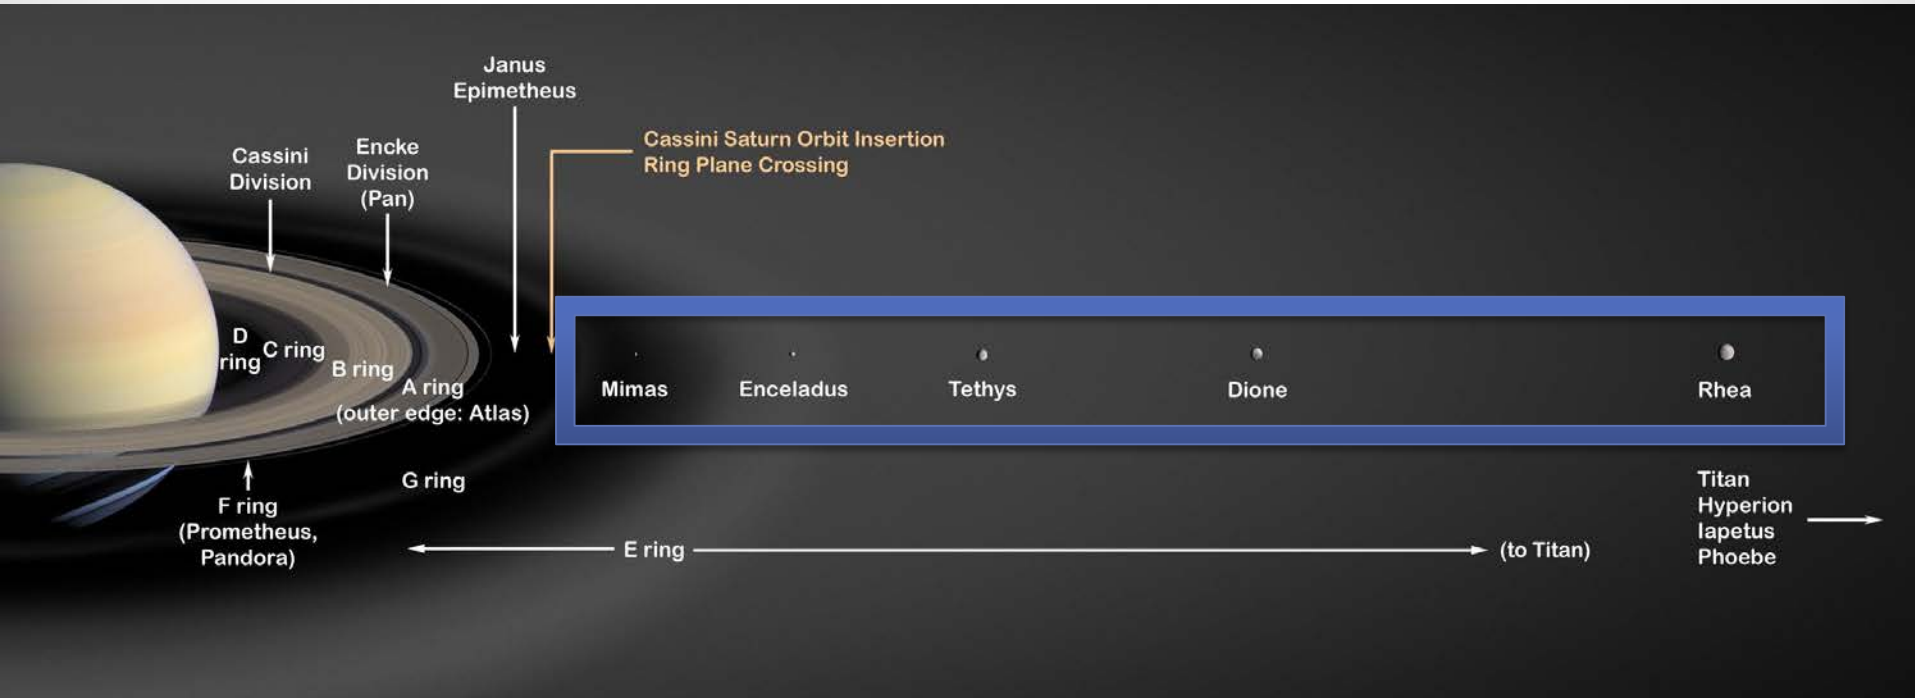 Janus
Epimetheus
Cassini Saturn Orbit Insertion
Ring Plane Crossing
Encke
Division
(Pan)
Cassini
Division
D
ring
C ring
B ring
A ring
(outer edge: Atlas)
Mimas
Enceladus
Tethys
Dione
Rhea
G ring
F ring
(Prometheus,
Pandora)
E ring
(to Titan)
Titan
Hyperion
Iapetus
Phoebe